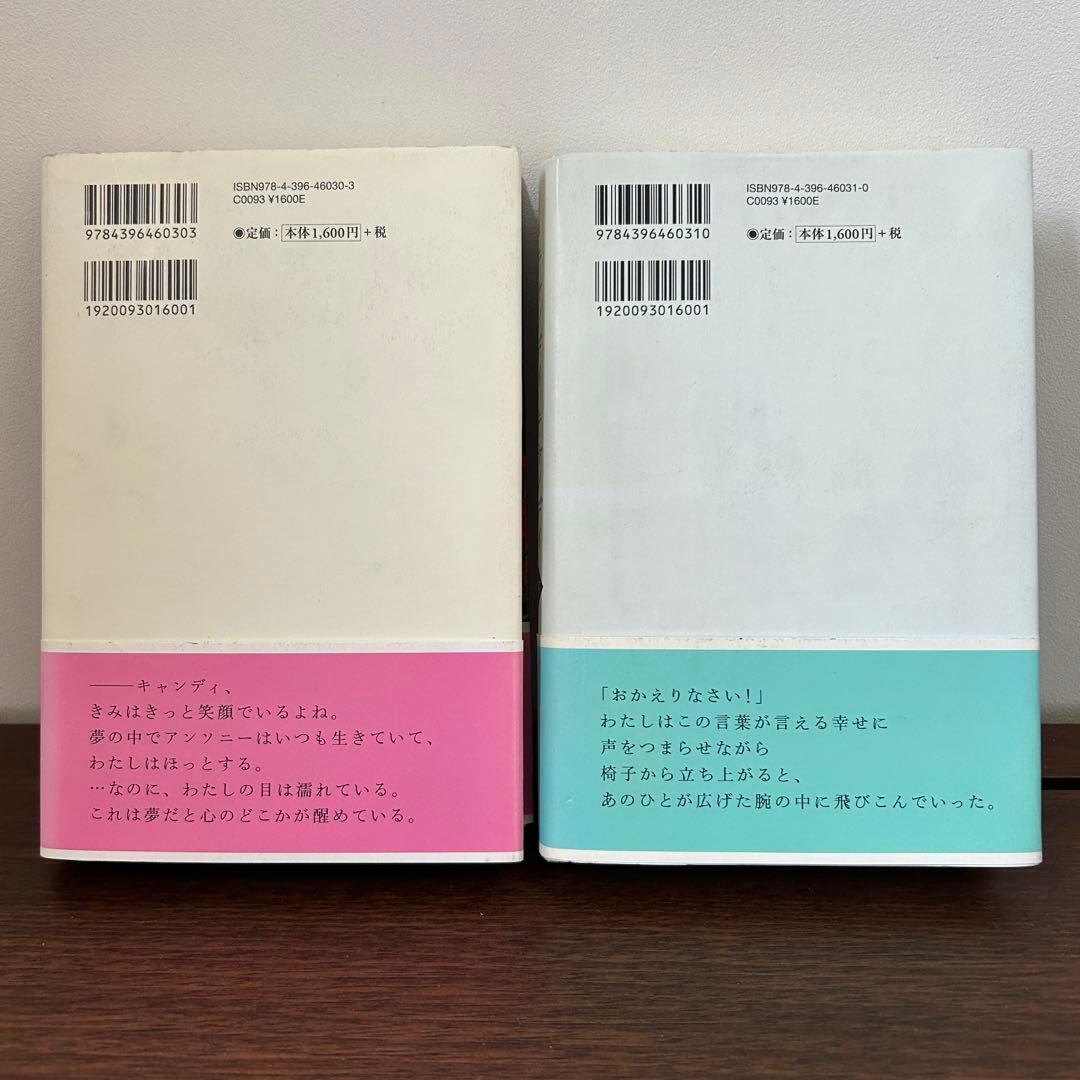 ISBN978-4-396-46030-3
C0093 ¥1600E
9784396460303
◉定価：本体1,600円+税
1920093016001
――キャンディ、
きみはきっと笑顔でいるよね。
夢の中でアンソニーはいつも生きていて、
わたしはほっとする。
…なのに、わたしの目は濡れている。
これは夢だと心のどこかが醒めている。
ISBN978-4-396-46031-0
C0093 ¥1600E
9784396460310
◉定価：本体1,600円+税
1920093016001
「おかえりなさい！」
わたしはこの言葉が言える幸せに
声をつまらせながら
椅子から立ち上がると、
あのひとが広げた腕の中に飛びこんでいった。